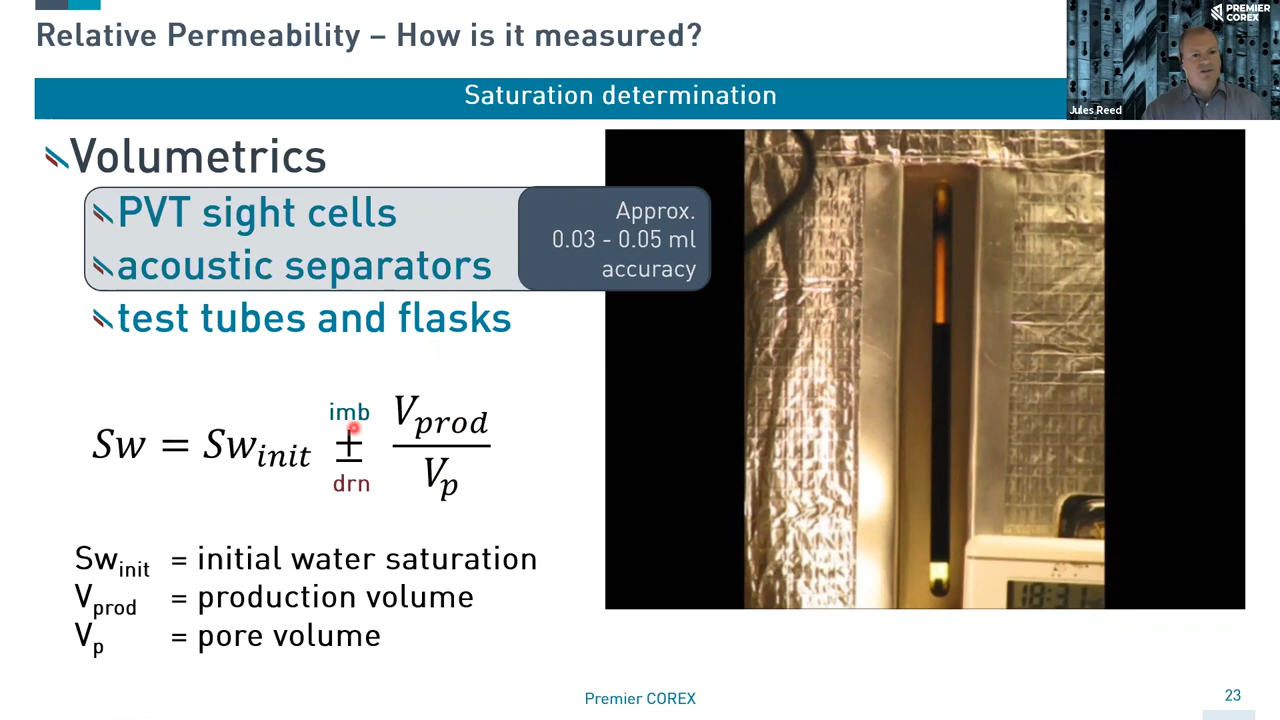 Relative Permeability – How is it measured?
PREMIER
COREX
Jules Reed
Saturation determination
Volumetrics
PVT sight cells
acoustic separators
Approx.
0.03 - 0.05 ml
accuracy
test tubes and flasks
Sw = Sw_init ± V_prod / V_p
imb
drn
Sw_init = initial water saturation
V_prod = production volume
V_p = pore volume
18:31
Premier COREX
23